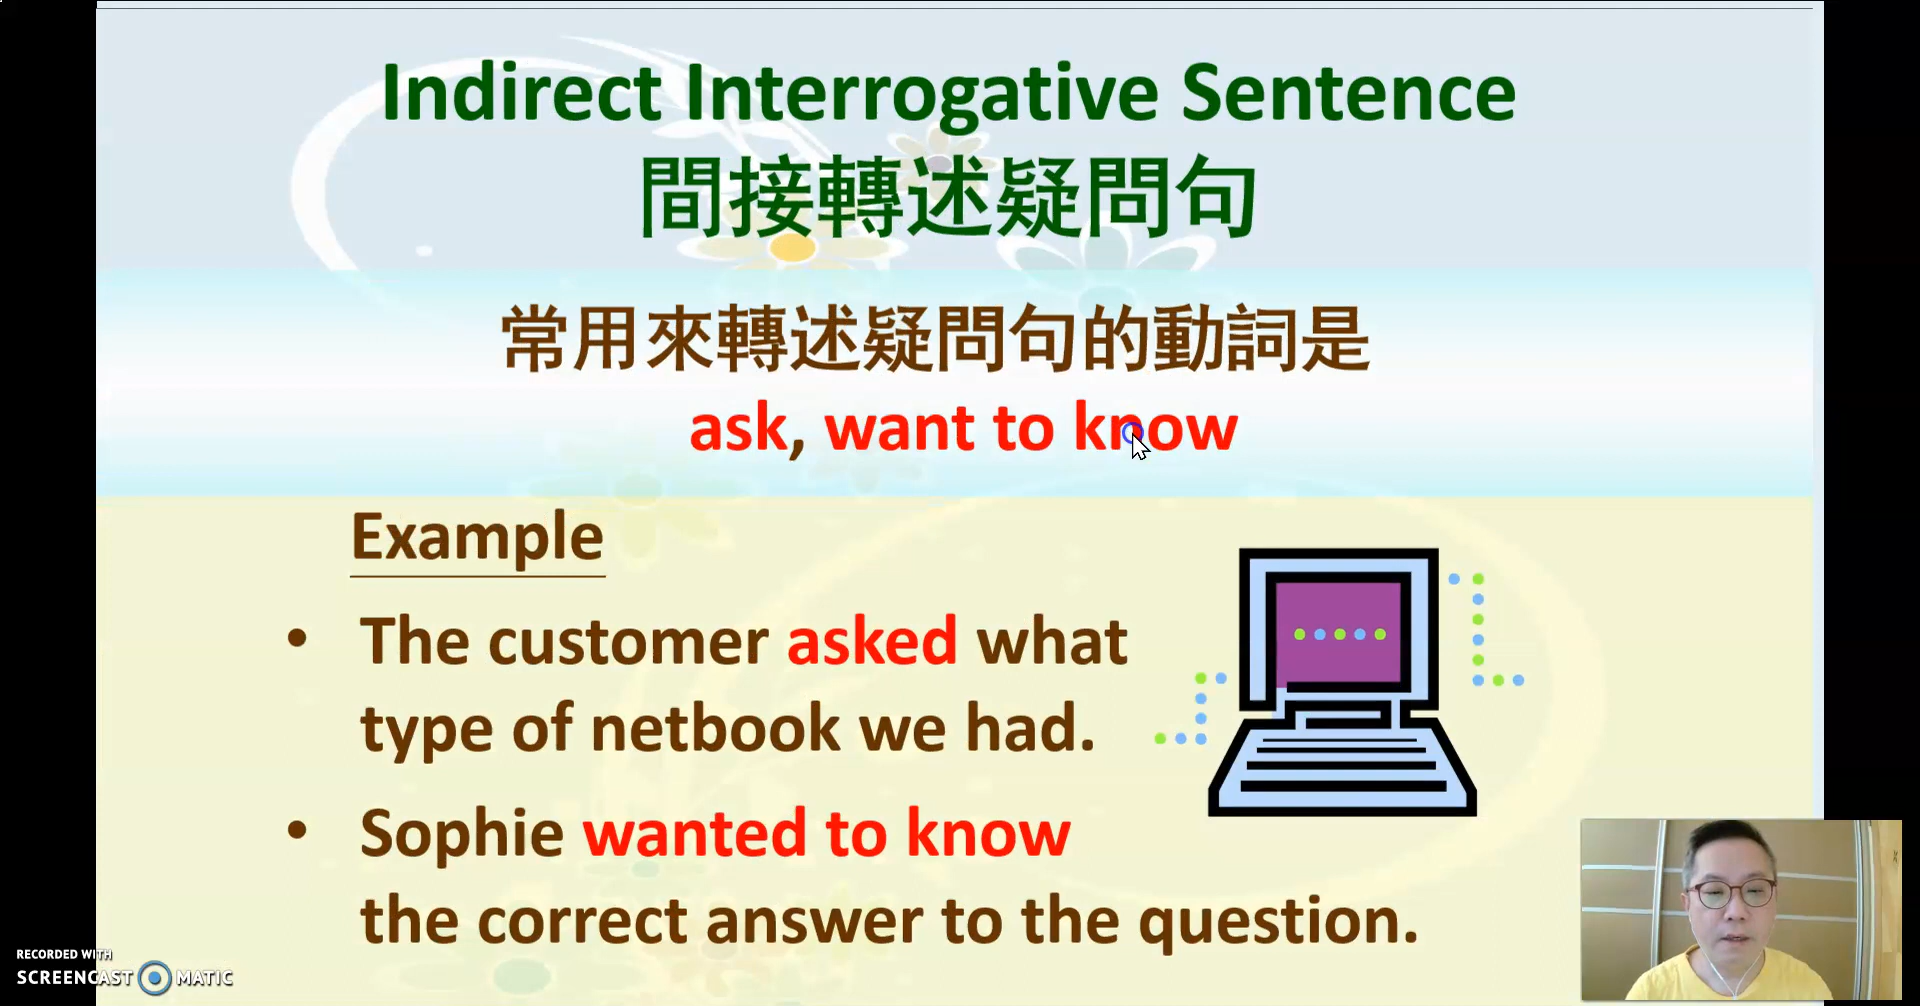 Indirect Interrogative Sentence
間接轉述疑問句
常用來轉述疑問句的動詞是
ask, want to know
Example
• The customer asked what
type of netbook we had.
• Sophie wanted to know
the correct answer to the question.
RECORDED WITH
SCREENCAST MATIC